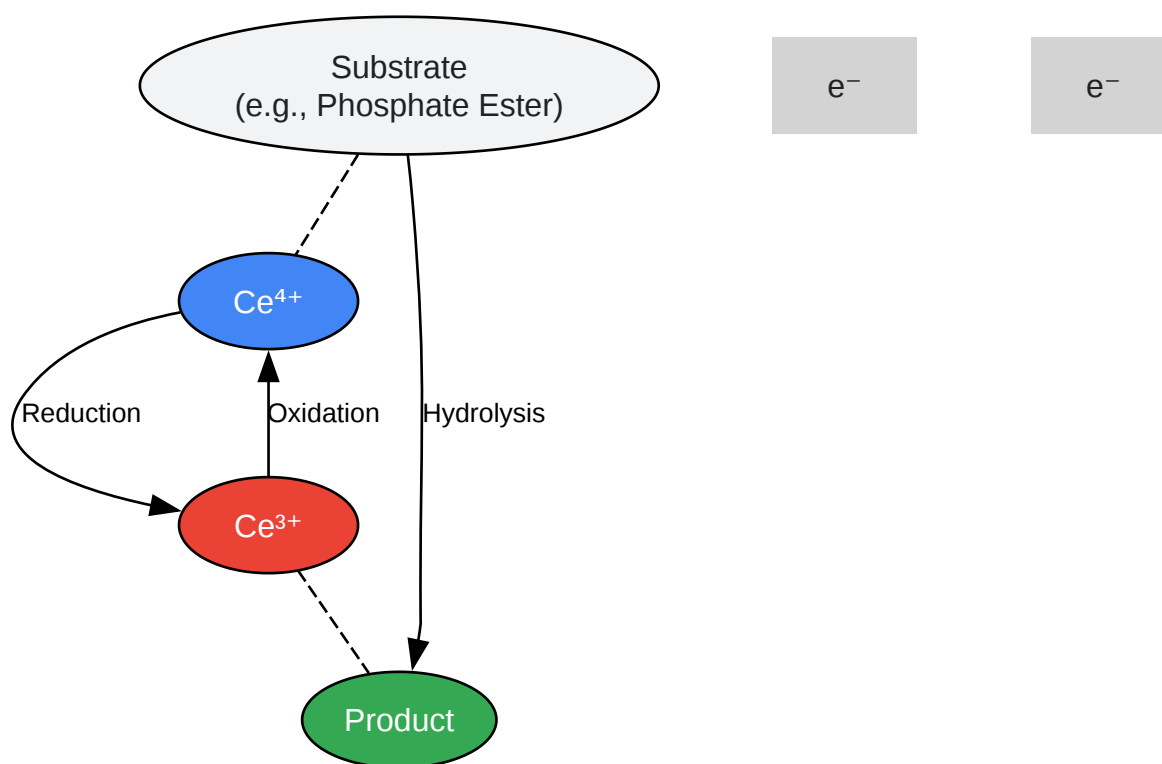 Substrate
(e.g., Phosphate Ester)
e⁻
e⁻
Ce⁴⁺
Reduction
Oxidation
Hydrolysis
Ce³⁺
Product